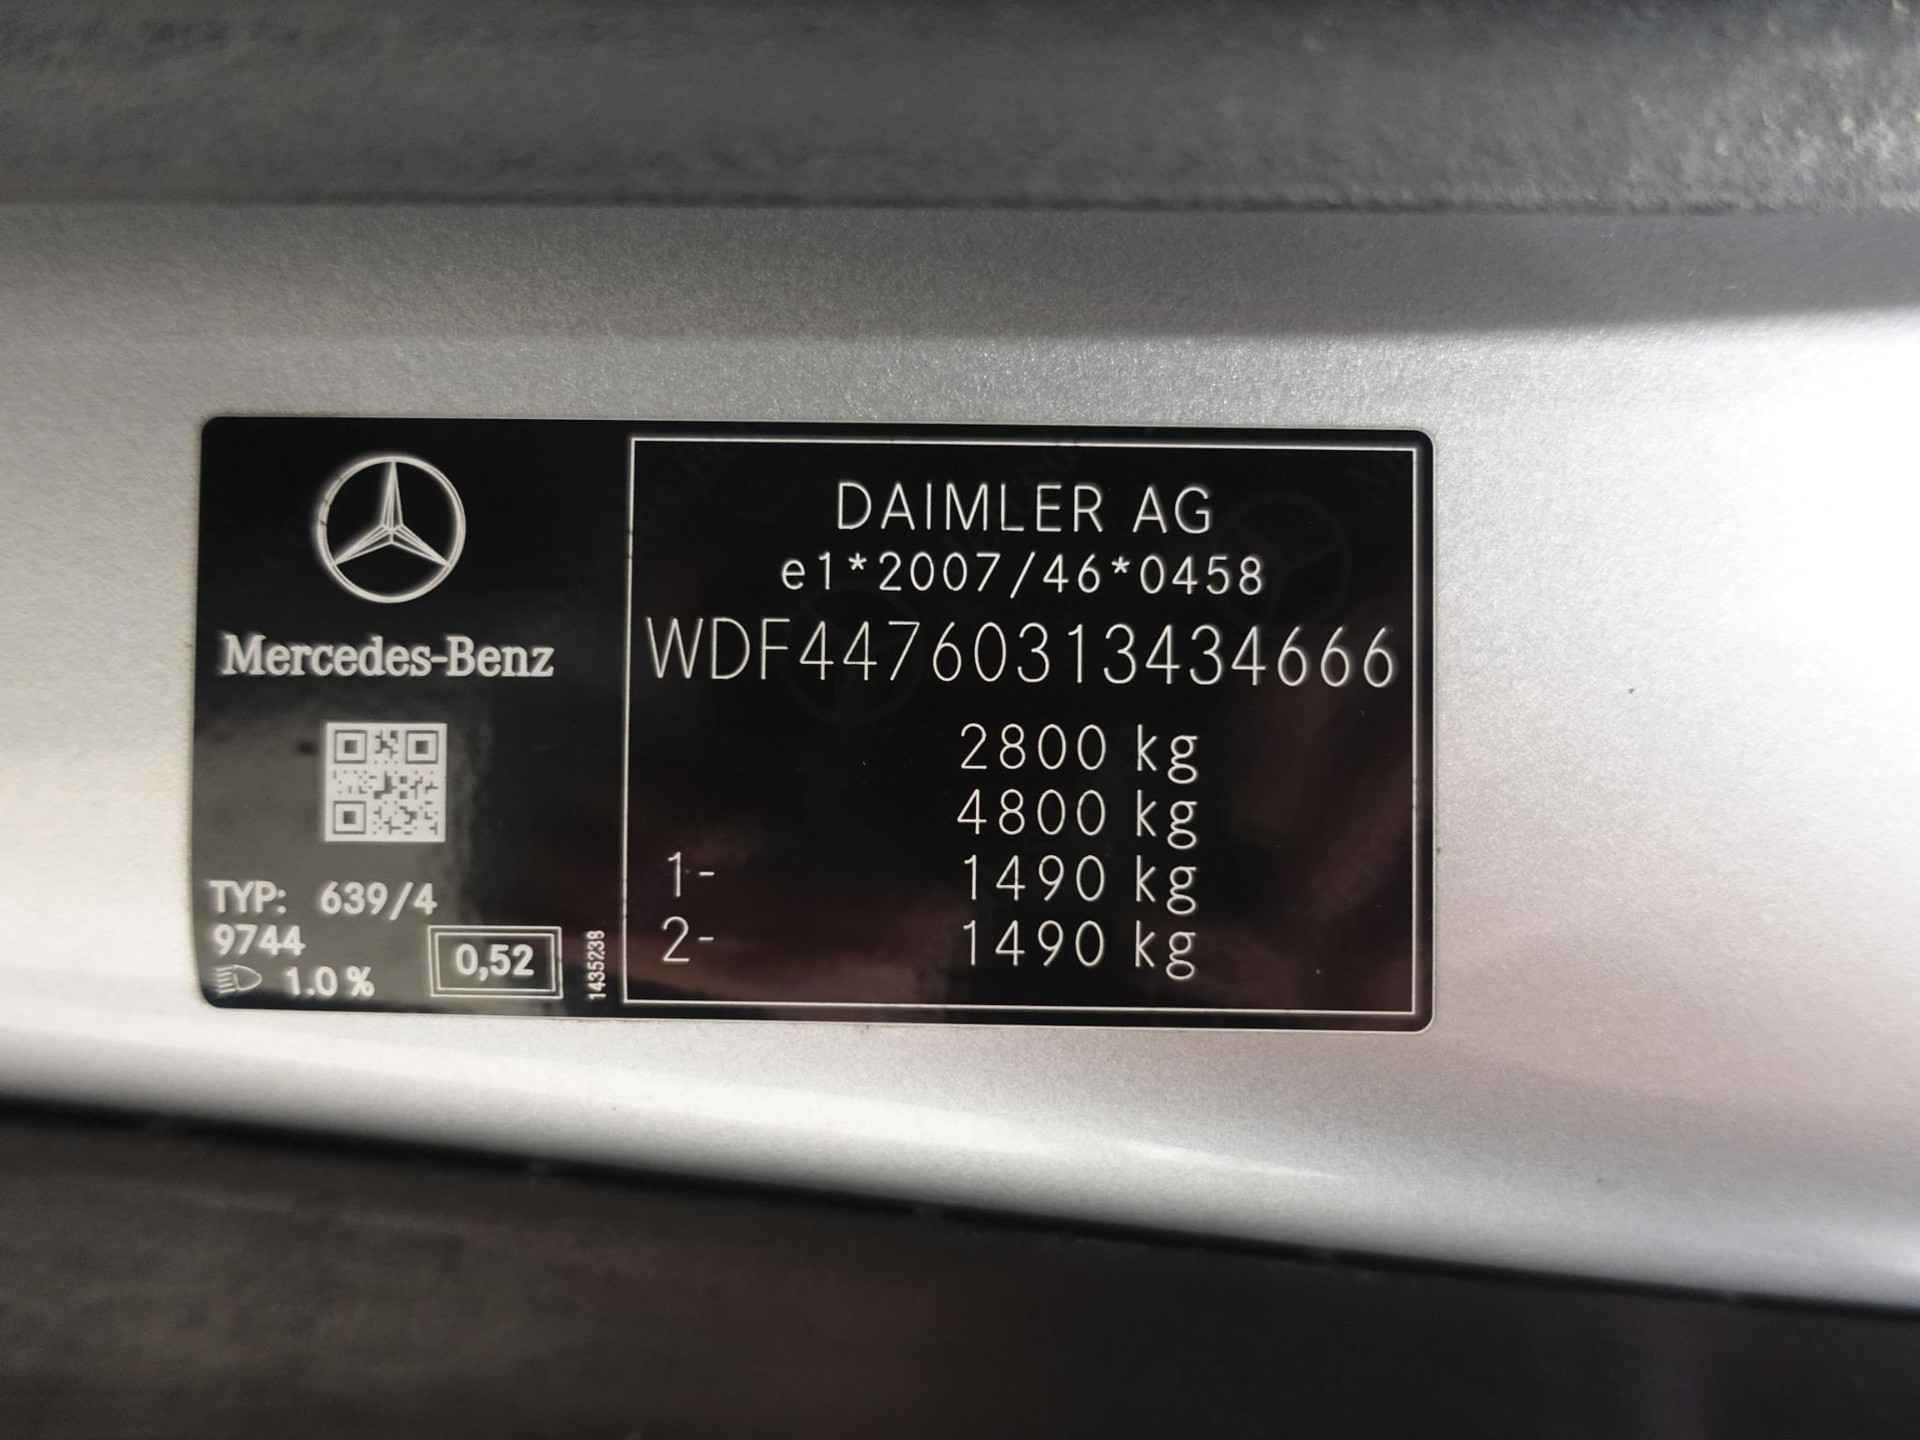 Mercedes-Benz
TYP: 639/4
9744
1.0 %
0,52
1435238
DAIMLER AG
e1*2007/46*0458
WDF44760313434666
2800 kg
4800 kg
1- 1490 kg
2- 1490 kg